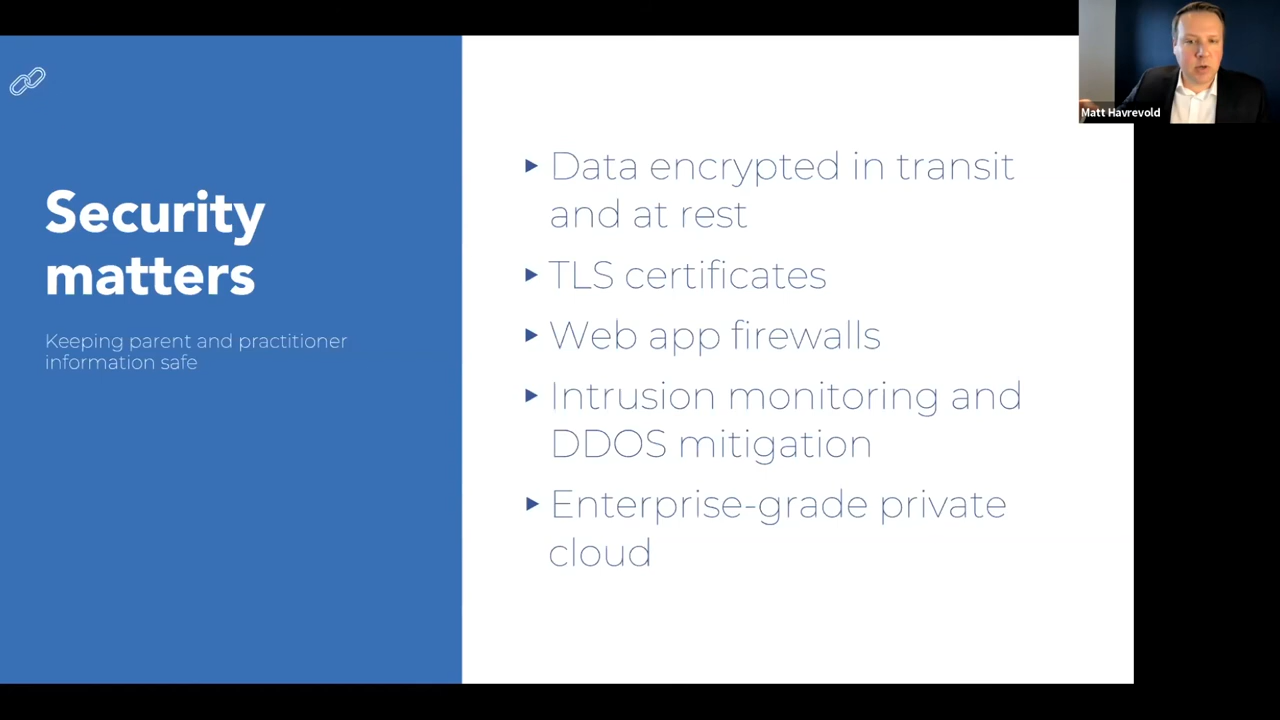 Security
matters
Keeping parent and practitioner
information safe
Data encrypted in transit
and at rest
TLS certificates
Web app firewalls
Intrusion monitoring and
DDOS mitigation
Enterprise-grade private
cloud
Matt Havrevold